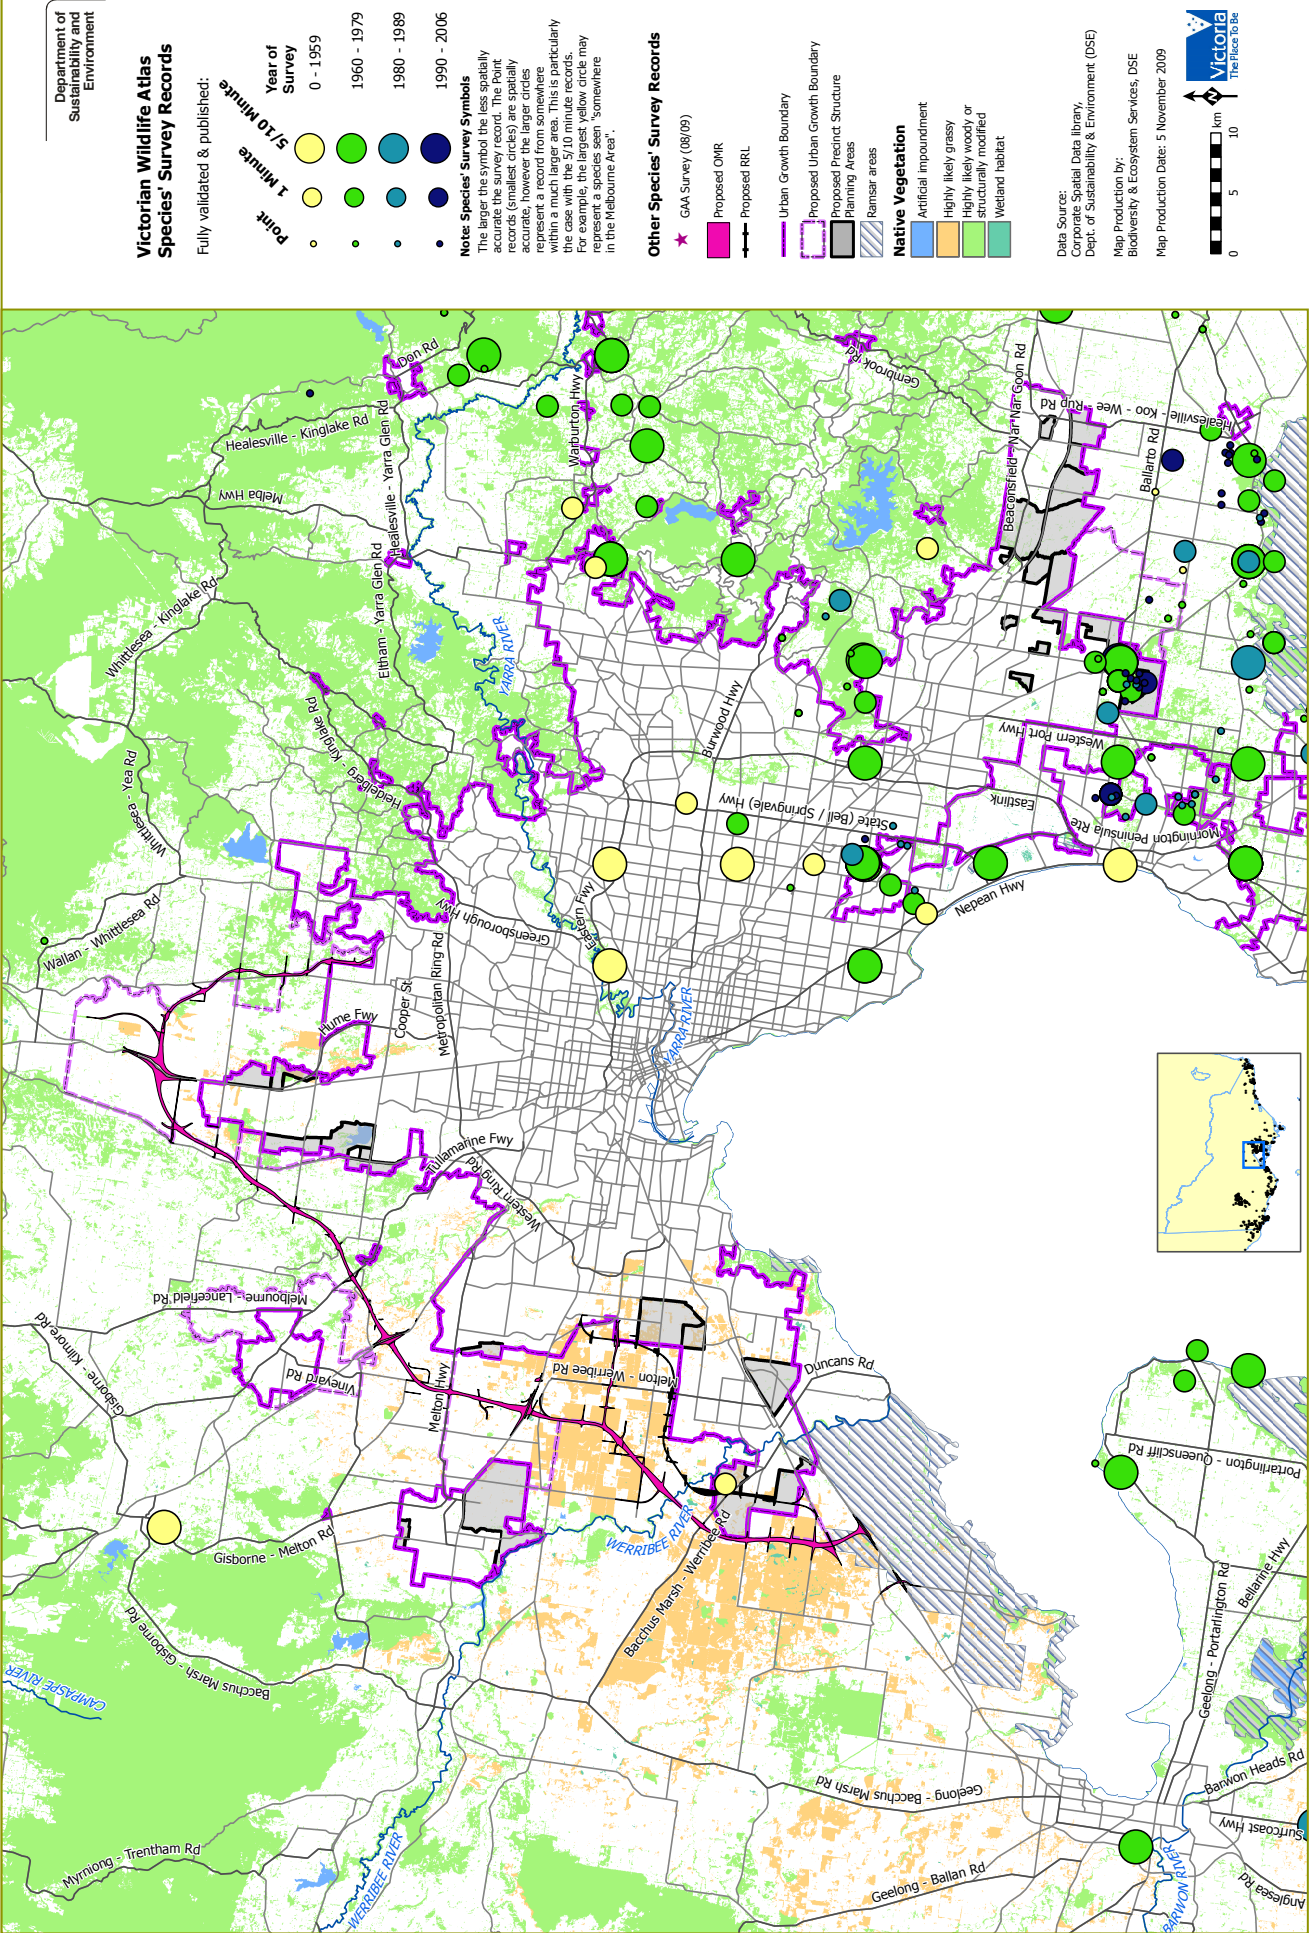 Department of
Sustainability and
Environment
Victorian Wildlife Atlas
Species' Survey Records
Fully validated & published:
Point
1 Minute
5/10 Minute
Year of
Survey
0 - 1959
1960 - 1979
1980 - 1989
1990 - 2006
Note: Species' Survey Symbols
The larger the symbol the less spatially
accurate the survey record. The Point
records (smallest circles) are spatially
accurate, however the larger circles
represent a record from somewhere
within a much larger area. This is particularly
the case with the 5/10 minute records.
For example, the largest yellow circle may
represent a species seen "somewhere
in the Melbourne Area".
Other Species' Survey Records
GAA Survey (08/09)
Proposed OMR
Proposed RRL
Urban Growth Boundary
Proposed Urban Growth Boundary
Proposed Precinct Structure
Planning Areas
Ramsar areas
Native Vegetation
Artificial impoundment
Highly likely grassy
Highly likely woody or
structurally modified
Wetland habitat
Data Source:
Corporate Spatial Data library,
Dept. of Sustainability & Environment (DSE)
Map Production by:
Biodiversity & Ecosystem Services, DSE
Map Production Date: 5 November 2009
0
5
10
km
N
Victoria
The Place To Be
Don Rd
Healesville - Kinglake Rd
Melba Hwy
Healesville - Yarra Glen Rd
Warburton Hwy
Gembrook Rd
Beaconsfield - Nar Nar Goon Rd
Healesville - Koo - Wee - Rup Rd
Ballarto Rd
Whittlesea - Kinglake Rd
Eltham - Yarra Glen Rd
YARRA RIVER
Heidelberg - Kinglake Rd
Whittlesea - Yea Rd
Burwood Hwy
State (Bell / Springvale) Hwy
Western Port Hwy
Eastlink
Mornington Peninsula Rte
Nepean Hwy
Wallan - Whittlesea Rd
Greensborough Hwy
Eastern Fwy
Metropolitan Ring Rd
Cooper St
Hume Fwy
YARRA RIVER
Tullamarine Fwy
Western Ring Rd
Melbourne - Lancefield Rd
Gisborne - Kilmore Rd
Vineyard Rd
Melton Hwy
Melton - Werribee Rd
Duncans Rd
Gisborne - Melton Rd
WERRIBEE RIVER
Bacchus Marsh - Werribee Rd
Portarlington - Queenscliff Rd
Bacchus Marsh - Gisborne Rd
CAMPASPE RIVER
Geelong - Portarlington Rd
Bellarine Hwy
Geelong - Bacchus Marsh Rd
Barwon Heads Rd
Surfcoast Hwy
Myrniong - Trentham Rd
WERRIBEE RIVER
Geelong - Ballan Rd
BARWON RIVER
Anglesea Rd